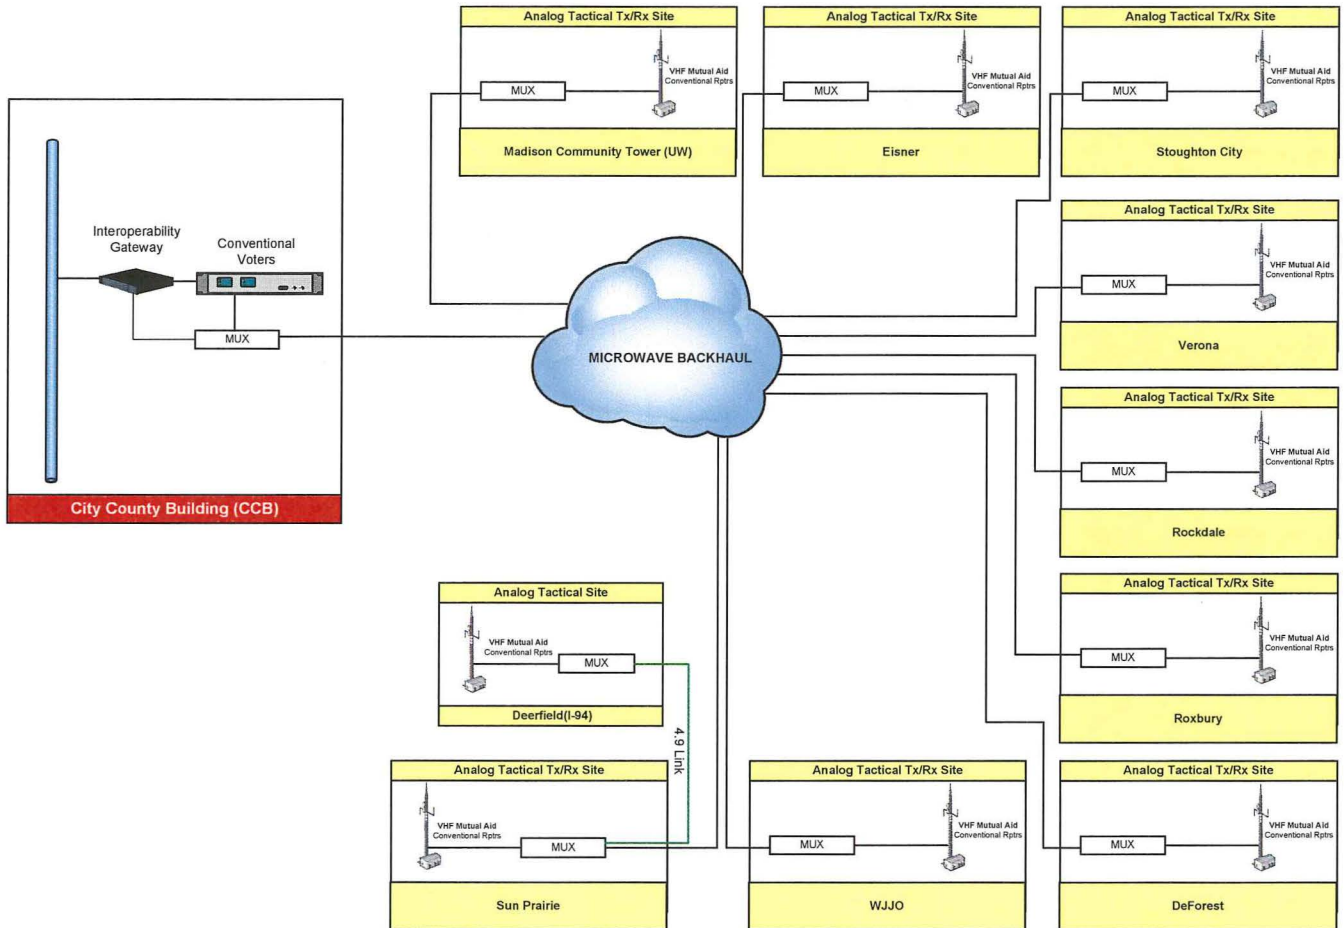 Analog Tactical Tx/Rx Site
VHF Mutual Aid
Conventional Rptrs
MUX
Madison Community Tower (UW)
Analog Tactical Tx/Rx Site
VHF Mutual Aid
Conventional Rptrs
MUX
Eisner
Analog Tactical Tx/Rx Site
VHF Mutual Aid
Conventional Rptrs
MUX
Stoughton City
Interoperability
Gateway
Conventional
Voters
MUX
City County Building (CCB)
MICROWAVE BACKHAUL
Analog Tactical Tx/Rx Site
VHF Mutual Aid
Conventional Rptrs
MUX
Verona
Analog Tactical Tx/Rx Site
VHF Mutual Aid
Conventional Rptrs
MUX
Rockdale
Analog Tactical Tx/Rx Site
VHF Mutual Aid
Conventional Rptrs
MUX
Roxbury
Analog Tactical Site
VHF Mutual Aid
Conventional Rptrs
MUX
Deerfield(I-94)
4.9 Link
Analog Tactical Tx/Rx Site
VHF Mutual Aid
Conventional Rptrs
MUX
Sun Prairie
Analog Tactical Tx/Rx Site
VHF Mutual Aid
Conventional Rptrs
MUX
WJJO
Analog Tactical Tx/Rx Site
VHF Mutual Aid
Conventional Rptrs
MUX
DeForest